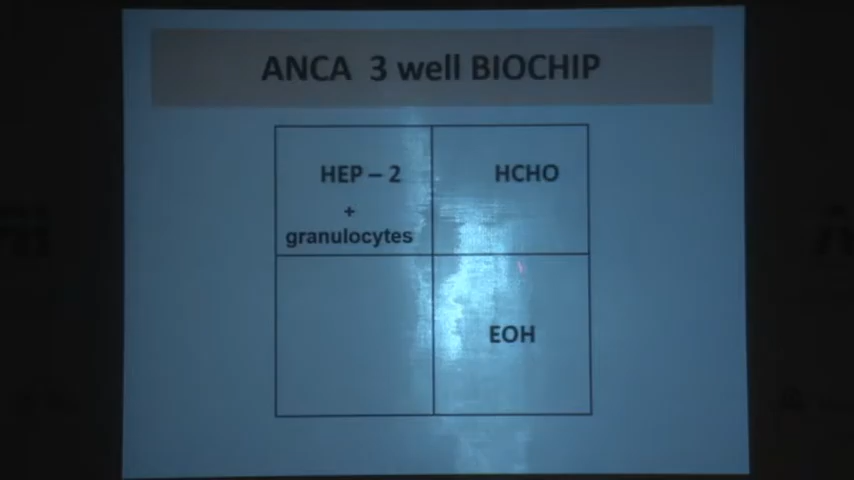 ANCA 3 well BIOCHIP
HEP – 2
+
granulocytes
HCHO
EOH